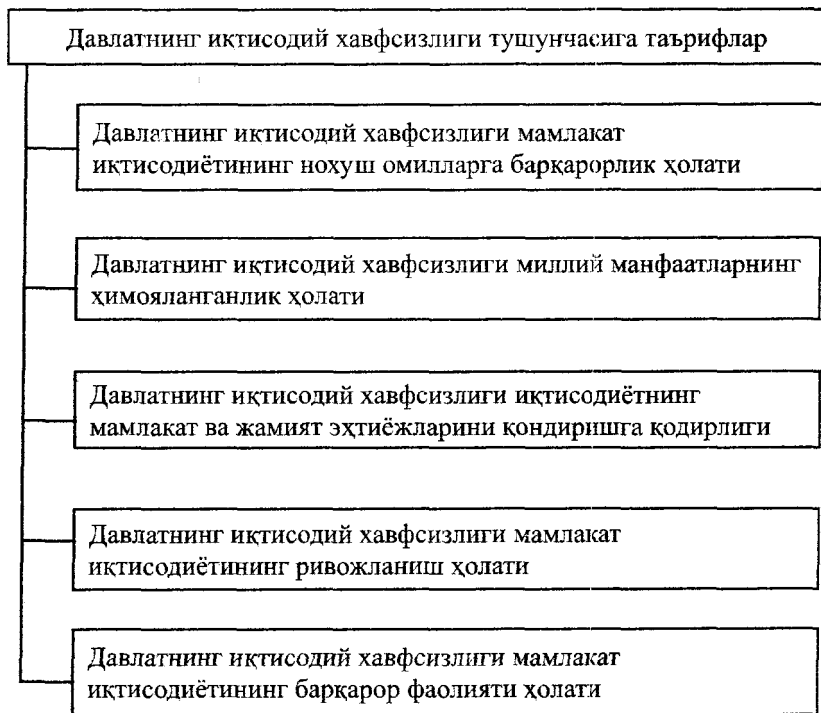 Давлатнинг иқтисодий хавфсизлиги тушунчасига таърифлар
Давлатнинг иқтисодий хавфсизлиги мамлакат
иқтисодиётининг нохуш омилларга барқарорлик ҳолати
Давлатнинг иқтисодий хавфсизлиги миллий манфаатларнинг
ҳимояланганлик ҳолати
Давлатнинг иқтисодий хавфсизлиги иқтисодиётнинг
мамлакат ва жамият эҳтиёжларини қондиришга қодирлиги
Давлатнинг иқтисодий хавфсизлиги мамлакат
иқтисодиётининг ривожланиш ҳолати
Давлатнинг иқтисодий хавфсизлиги мамлакат
иқтисодиётининг барқарор фаолияти ҳолати